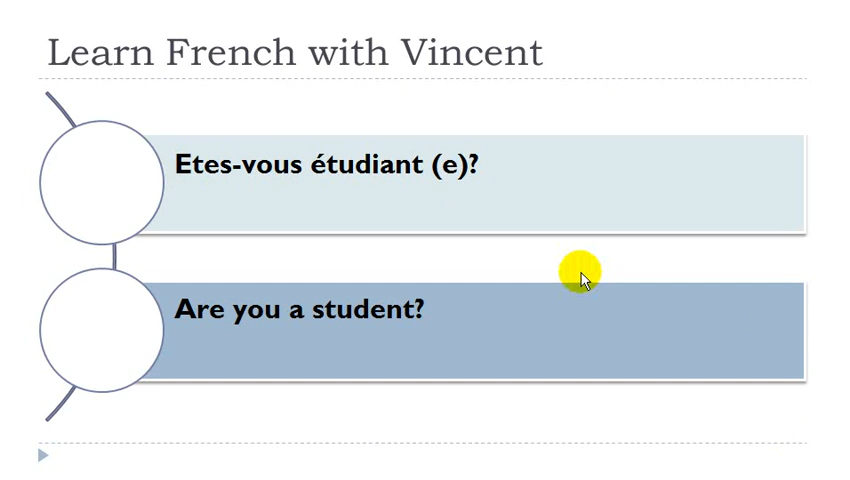 Learn French with Vincent
Etes-vous étudiant (e)?
Are you a student?